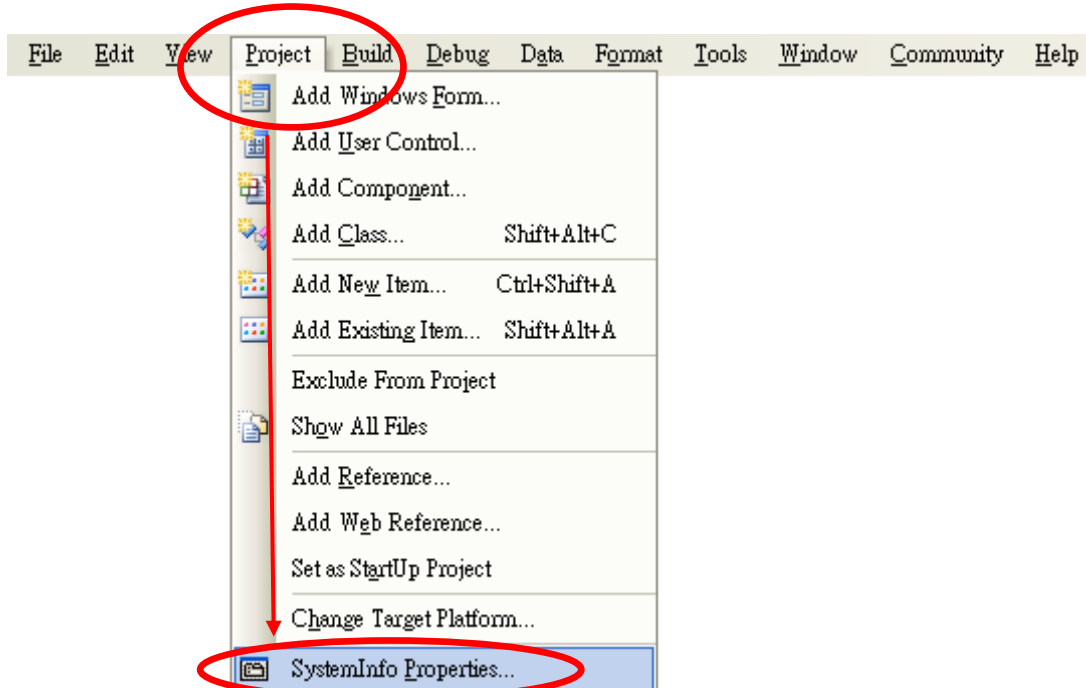 File Edit View Project Build Debug Data Format Tools Window Community Help
Add Windows Form...
Add User Control...
Add Component...
Add Class... Shift+Alt+C
Add New Item... Ctrl+Shift+A
Add Existing Item... Shift+Alt+A
Exclude From Project
Show All Files
Add Reference...
Add Web Reference...
Set as StartUp Project
Change Target Platform...
SystemInfo Properties...